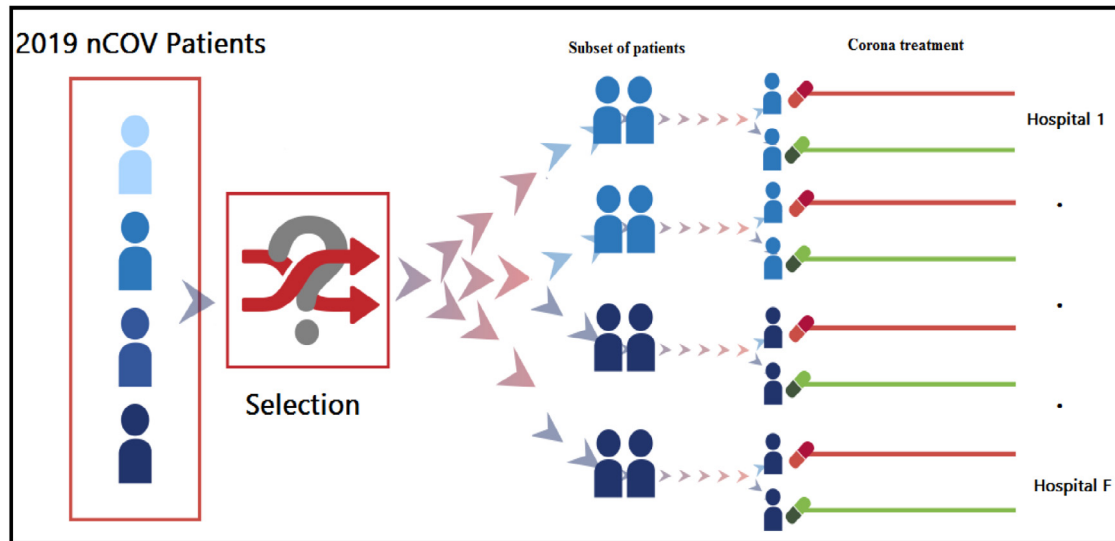 2019 nCOV Patients
Subset of patients
Corona treatment
Hospital 1
.
.
.
Selection
Hospital F